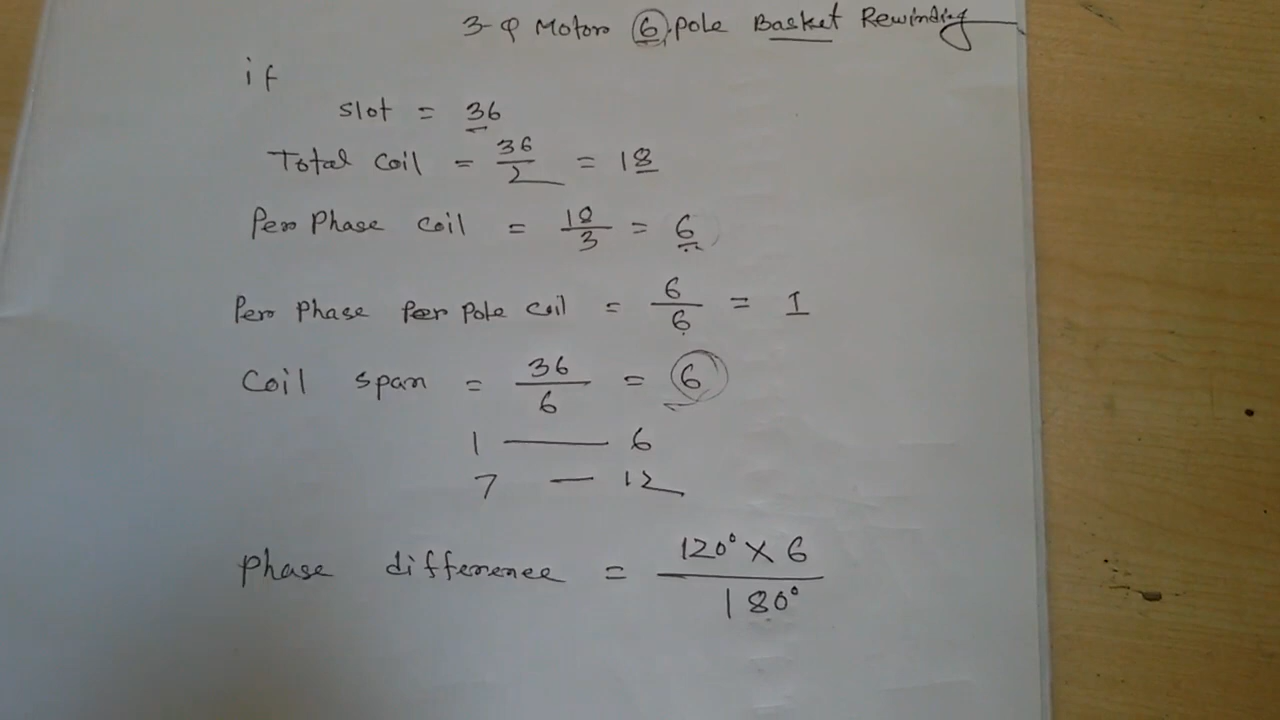 3-φ Motor 6 pole Basket Rewinding
if
slot = 36
Total coil = 36/2 = 18
Per Phase coil = 18/3 = 6
Per Phase Per Pole coil = 6/6 = 1
Coil span = 36/6 = 6
1 — 6
7 — 12
phase difference = 120° × 6 / 180°